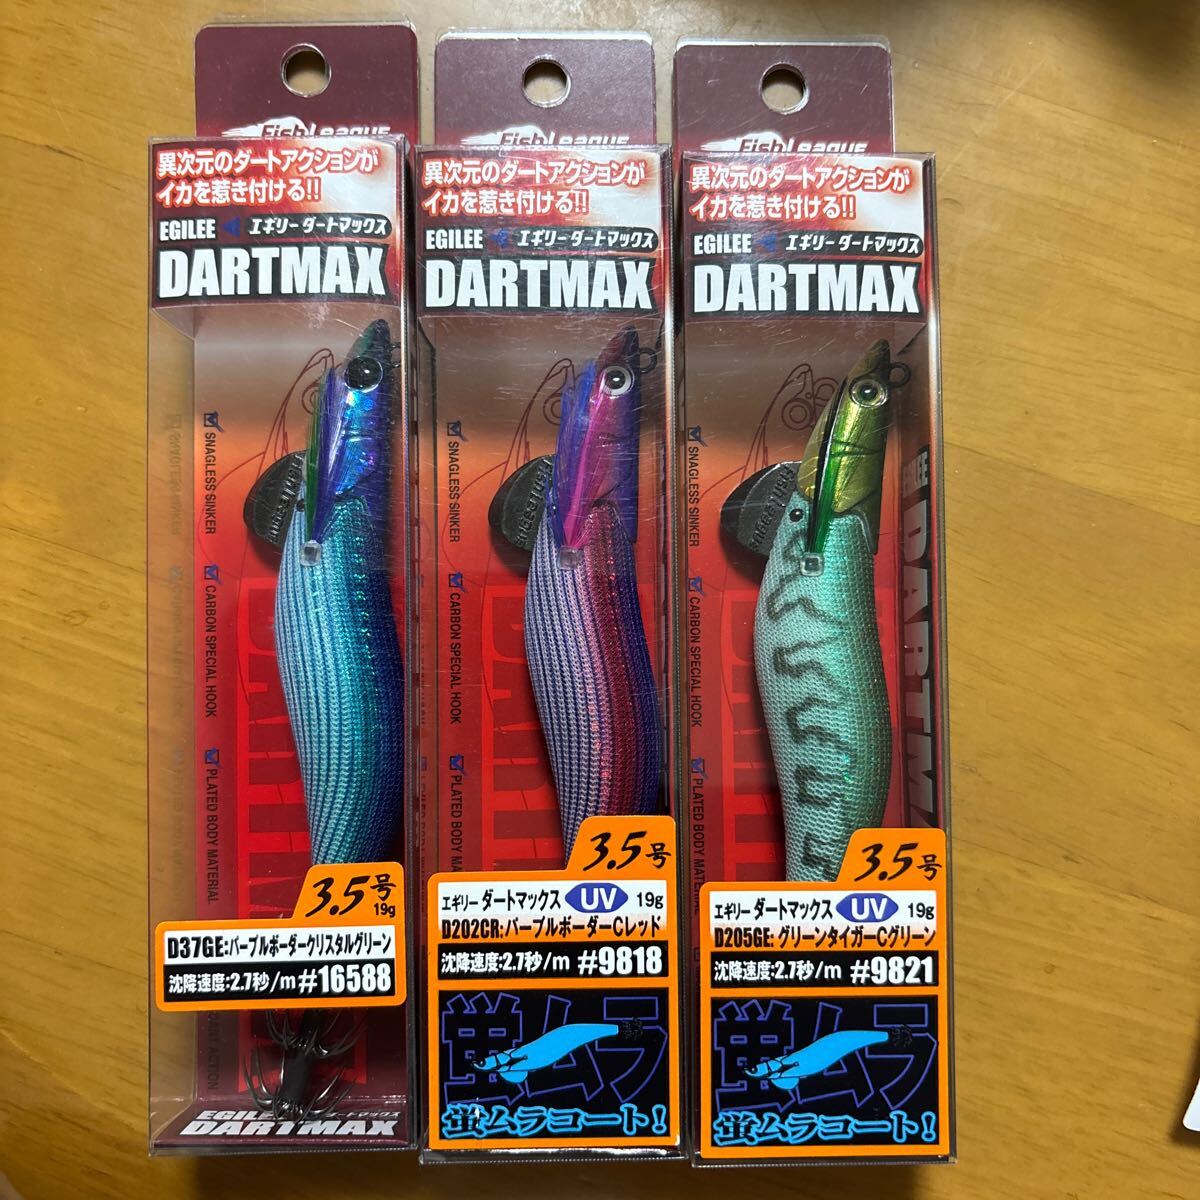 FishLeague
異次元のダートアクションが
イカを惹き付ける!!
EGILEE エギリーダートマックス
DARTMAX
SNAGLESS SINKER
CARBON SPECIAL HOOK
PLATED BODY MATERIAL
FishLeague
3.5号
19g
D37GE:パープルボーダークリスタルグリーン
沈降速度:2.7秒/m #16588
EGILEE ダートマックス
DARTMAX
FishLeague
異次元のダートアクションが
イカを惹き付ける!!
EGILEE エギリーダートマックス
DARTMAX
SNAGLESS SINKER
CARBON SPECIAL HOOK
PLATED BODY MATERIAL
FishLeague
3.5号
エギリー ダートマックス UV 19g
D202CR:パープルボーダーCレッド
沈降速度:2.7秒/m #9818
蛍ムラ
蛍ムラコート!
FishLeague
異次元のダートアクションが
イカを惹き付ける!!
EGILEE エギリーダートマックス
DARTMAX
SNAGLESS SINKER
CARBON SPECIAL HOOK
PLATED BODY MATERIAL
FishLeague
3.5号
エギリー ダートマックス UV 19g
D205GE:グリーンタイガーCグリーン
沈降速度:2.7秒/m #9821
蛍ムラ
蛍ムラコート!